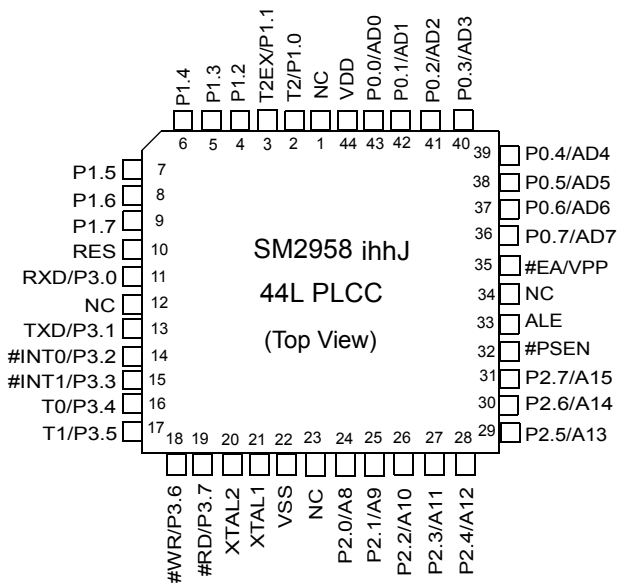 P1.4
P1.3
P1.2
T2EX/P1.1
T2/P1.0
NC
VDD
P0.0/AD0
P0.1/AD1
P0.2/AD2
P0.3/AD3
6 5 4 3 2 1 44 43 42 41 40
P1.5 7
P1.6 8
P1.7 9
RES 10
RXD/P3.0 11
NC 12
TXD/P3.1 13
#INT0/P3.2 14
#INT1/P3.3 15
T0/P3.4 16
T1/P3.5 17
SM2958 ihhJ
44L PLCC
(Top View)
39 P0.4/AD4
38 P0.5/AD5
37 P0.6/AD6
36 P0.7/AD7
35 #EA/VPP
34 NC
33 ALE
32 #PSEN
31 P2.7/A15
30 P2.6/A14
29 P2.5/A13
18 19 20 21 22 23 24 25 26 27 28
#WR/P3.6
#RD/P3.7
XTAL2
XTAL1
VSS
NC
P2.0/A8
P2.1/A9
P2.2/A10
P2.3/A11
P2.4/A12